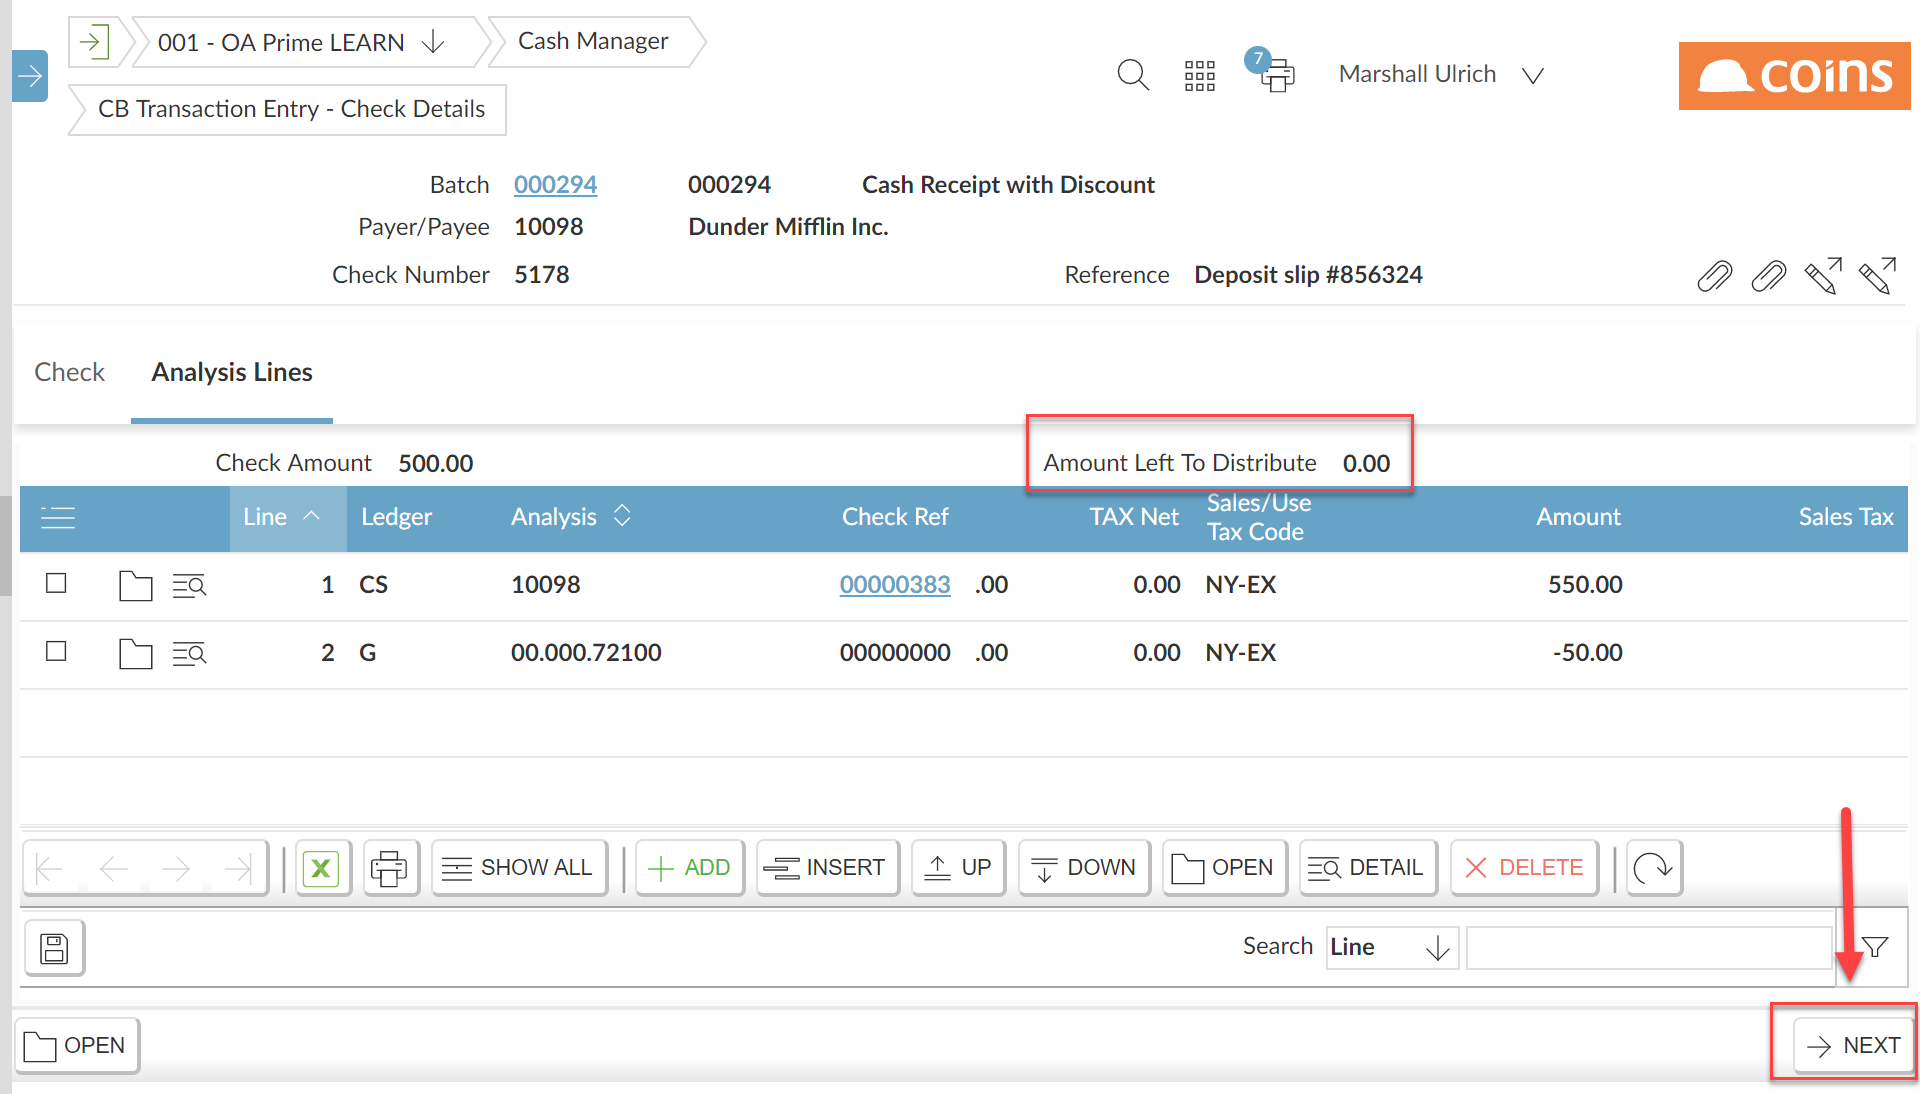 001 - OA Prime LEARN
Cash Manager
7
Marshall Ulrich
coins
CB Transaction Entry - Check Details
Batch 000294 000294 Cash Receipt with Discount
Payer/Payee 10098 Dunder Mifflin Inc.
Check Number 5178 Reference Deposit slip #856324
Check Analysis Lines
Check Amount 500.00 Amount Left To Distribute 0.00
Line Ledger Analysis Check Ref TAX Net Sales/Use Tax Code Amount Sales Tax
1 CS 10098 00000383 .00 0.00 NY-EX 550.00
2 G 00.000.72100 00000000 .00 0.00 NY-EX -50.00
X SHOW ALL ADD INSERT UP DOWN OPEN DETAIL DELETE
Search Line
OPEN NEXT